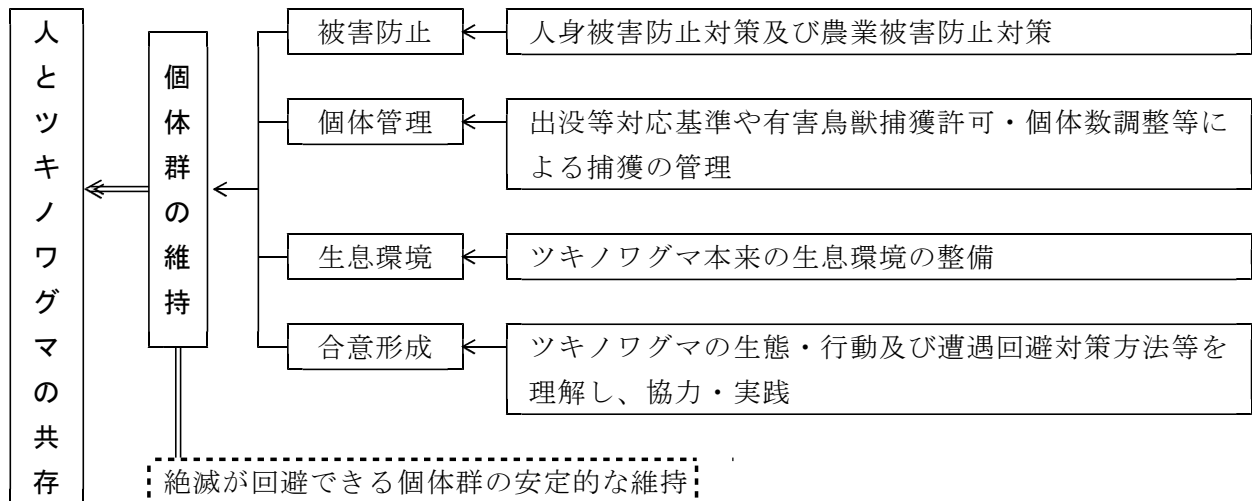 人とツキノワグマの共存
個体群の維持
被害防止
人身被害防止対策及び農業被害防止対策
個体管理
出没等対応基準や有害鳥獣捕獲許可・個体数調整等に
よる捕獲の管理
生息環境
ツキノワグマ本来の生息環境の整備
合意形成
ツキノワグマの生態・行動及び遭遇回避対策方法等を
理解し、協力・実践
絶滅が回避できる個体群の安定的な維持